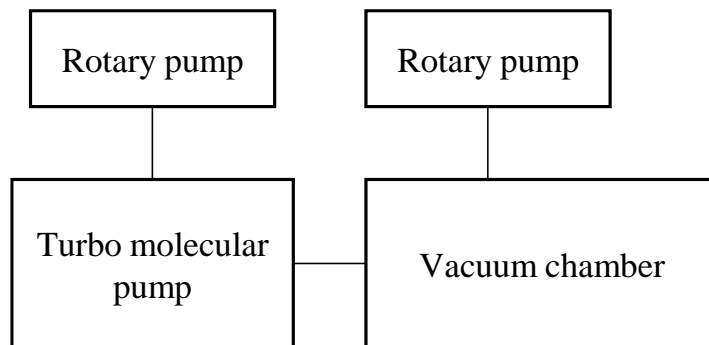 Rotary pump
Rotary pump
Turbo molecular
pump
Vacuum chamber